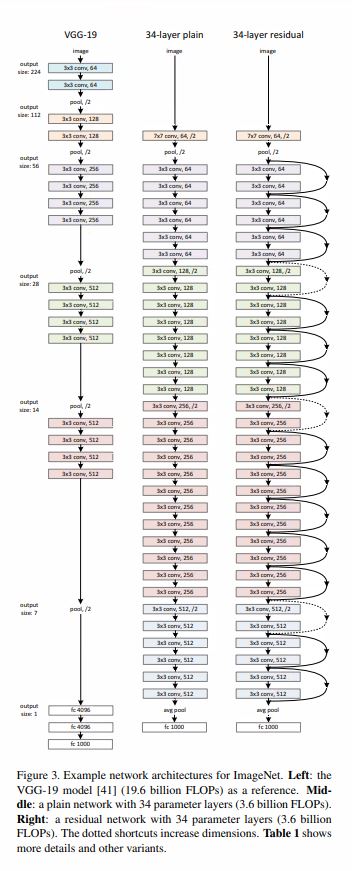 VGG-19
34-layer plain
34-layer residual
output
size: 224
output
size: 112
output
size: 56
output
size: 28
output
size: 14
output
size: 7
output
size: 1
image
3x3 conv, 64
3x3 conv, 64
pool, /2
3x3 conv, 128
3x3 conv, 128
pool, /2
3x3 conv, 256
3x3 conv, 256
3x3 conv, 256
3x3 conv, 256
pool, /2
3x3 conv, 512
3x3 conv, 512
3x3 conv, 512
3x3 conv, 512
pool, /2
3x3 conv, 512
3x3 conv, 512
3x3 conv, 512
3x3 conv, 512
pool, /2
fc 4096
fc 4096
fc 1000
image
7x7 conv, 64, /2
pool, /2
3x3 conv, 64
3x3 conv, 64
3x3 conv, 64
3x3 conv, 64
3x3 conv, 64
3x3 conv, 64
3x3 conv, 128, /2
3x3 conv, 128
3x3 conv, 128
3x3 conv, 128
3x3 conv, 128
3x3 conv, 128
3x3 conv, 128
3x3 conv, 128
3x3 conv, 256, /2
3x3 conv, 256
3x3 conv, 256
3x3 conv, 256
3x3 conv, 256
3x3 conv, 256
3x3 conv, 256
3x3 conv, 256
3x3 conv, 256
3x3 conv, 256
3x3 conv, 256
3x3 conv, 256
3x3 conv, 512, /2
3x3 conv, 512
3x3 conv, 512
3x3 conv, 512
3x3 conv, 512
3x3 conv, 512
avg pool
fc 1000
image
7x7 conv, 64, /2
pool, /2
3x3 conv, 64
3x3 conv, 64
3x3 conv, 64
3x3 conv, 64
3x3 conv, 64
3x3 conv, 64
3x3 conv, 128, /2
3x3 conv, 128
3x3 conv, 128
3x3 conv, 128
3x3 conv, 128
3x3 conv, 128
3x3 conv, 128
3x3 conv, 128
3x3 conv, 256, /2
3x3 conv, 256
3x3 conv, 256
3x3 conv, 256
3x3 conv, 256
3x3 conv, 256
3x3 conv, 256
3x3 conv, 256
3x3 conv, 256
3x3 conv, 256
3x3 conv, 256
3x3 conv, 256
3x3 conv, 512, /2
3x3 conv, 512
3x3 conv, 512
3x3 conv, 512
3x3 conv, 512
3x3 conv, 512
avg pool
fc 1000
Figure 3. Example network architectures for ImageNet. Left: the
VGG-19 model [41] (19.6 billion FLOPs) as a reference. Mid-
dle: a plain network with 34 parameter layers (3.6 billion FLOPs).
Right: a residual network with 34 parameter layers (3.6 billion
FLOPs). The dotted shortcuts increase dimensions. Table 1 shows
more details and other variants.